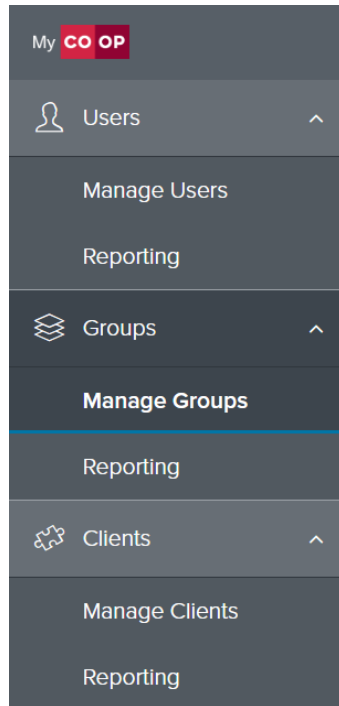 My CO OP
Users
Manage Users
Reporting
Groups
Manage Groups
Reporting
Clients
Manage Clients
Reporting